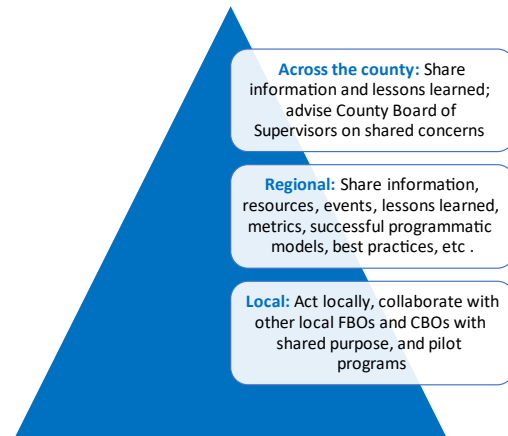 Across the county: Share
information and lessons learned;
advise County Board of
Supervisors on shared concerns
Regional: Share information,
resources, events, lessons learned,
metrics, successful programmatic
models, best practices, etc .
Local: Act locally, collaborate with
other local FBOs and CBOs with
shared purpose, and pilot
programs